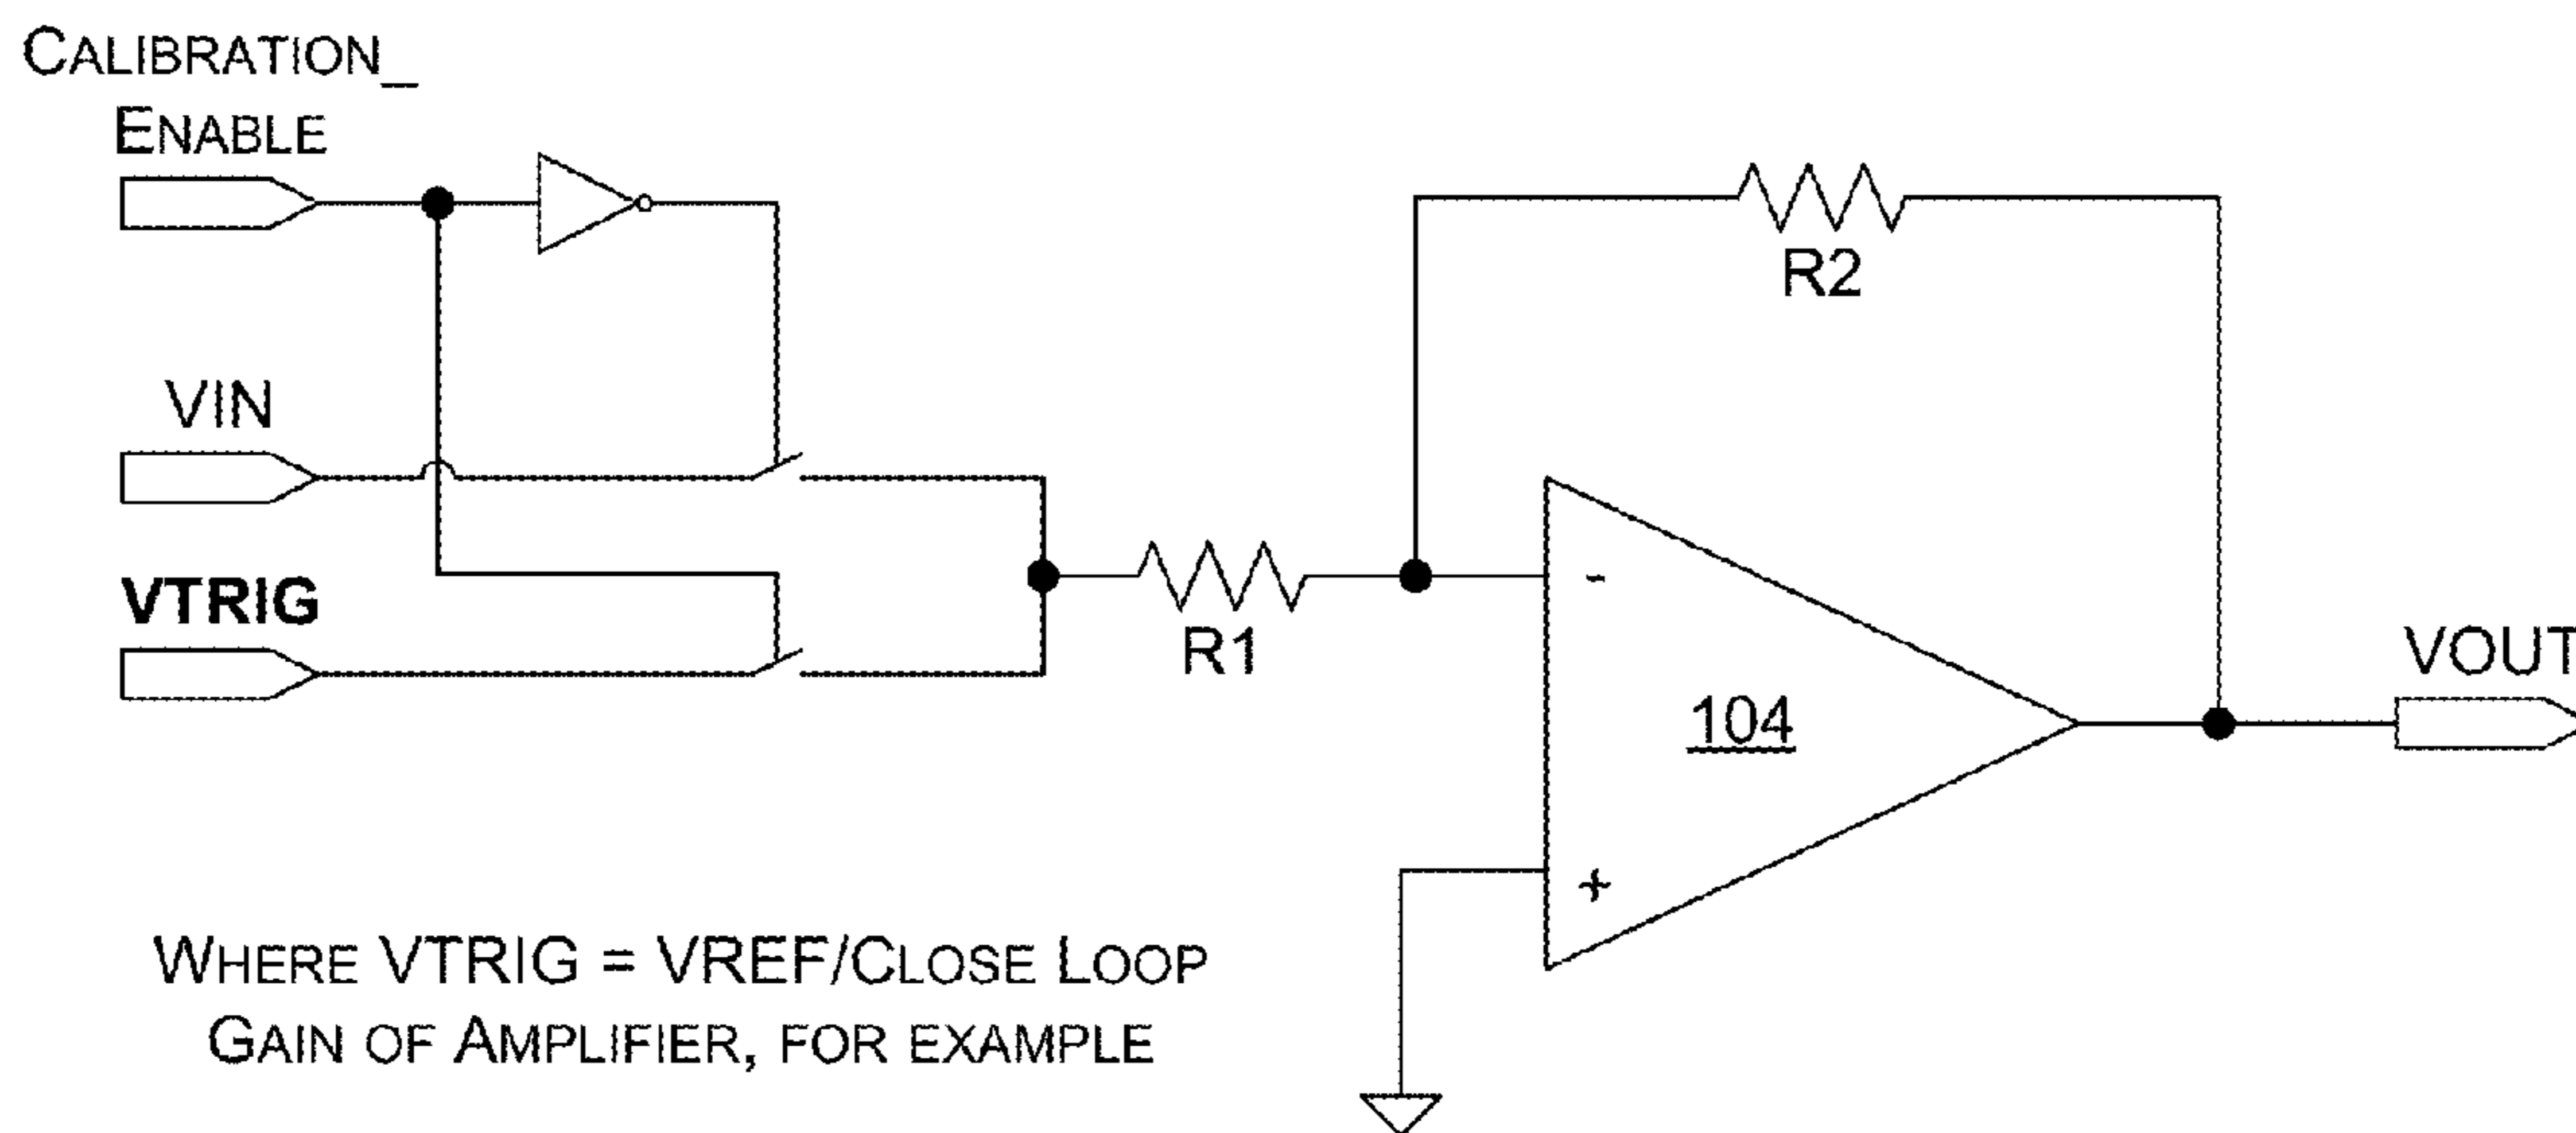 CALIBRATION_
ENABLE
VIN
VTRIG
R2
R1
-
+
104
VOUT
WHERE VTRIG = VREF/CLOSE LOOP
GAIN OF AMPLIFIER, FOR EXAMPLE